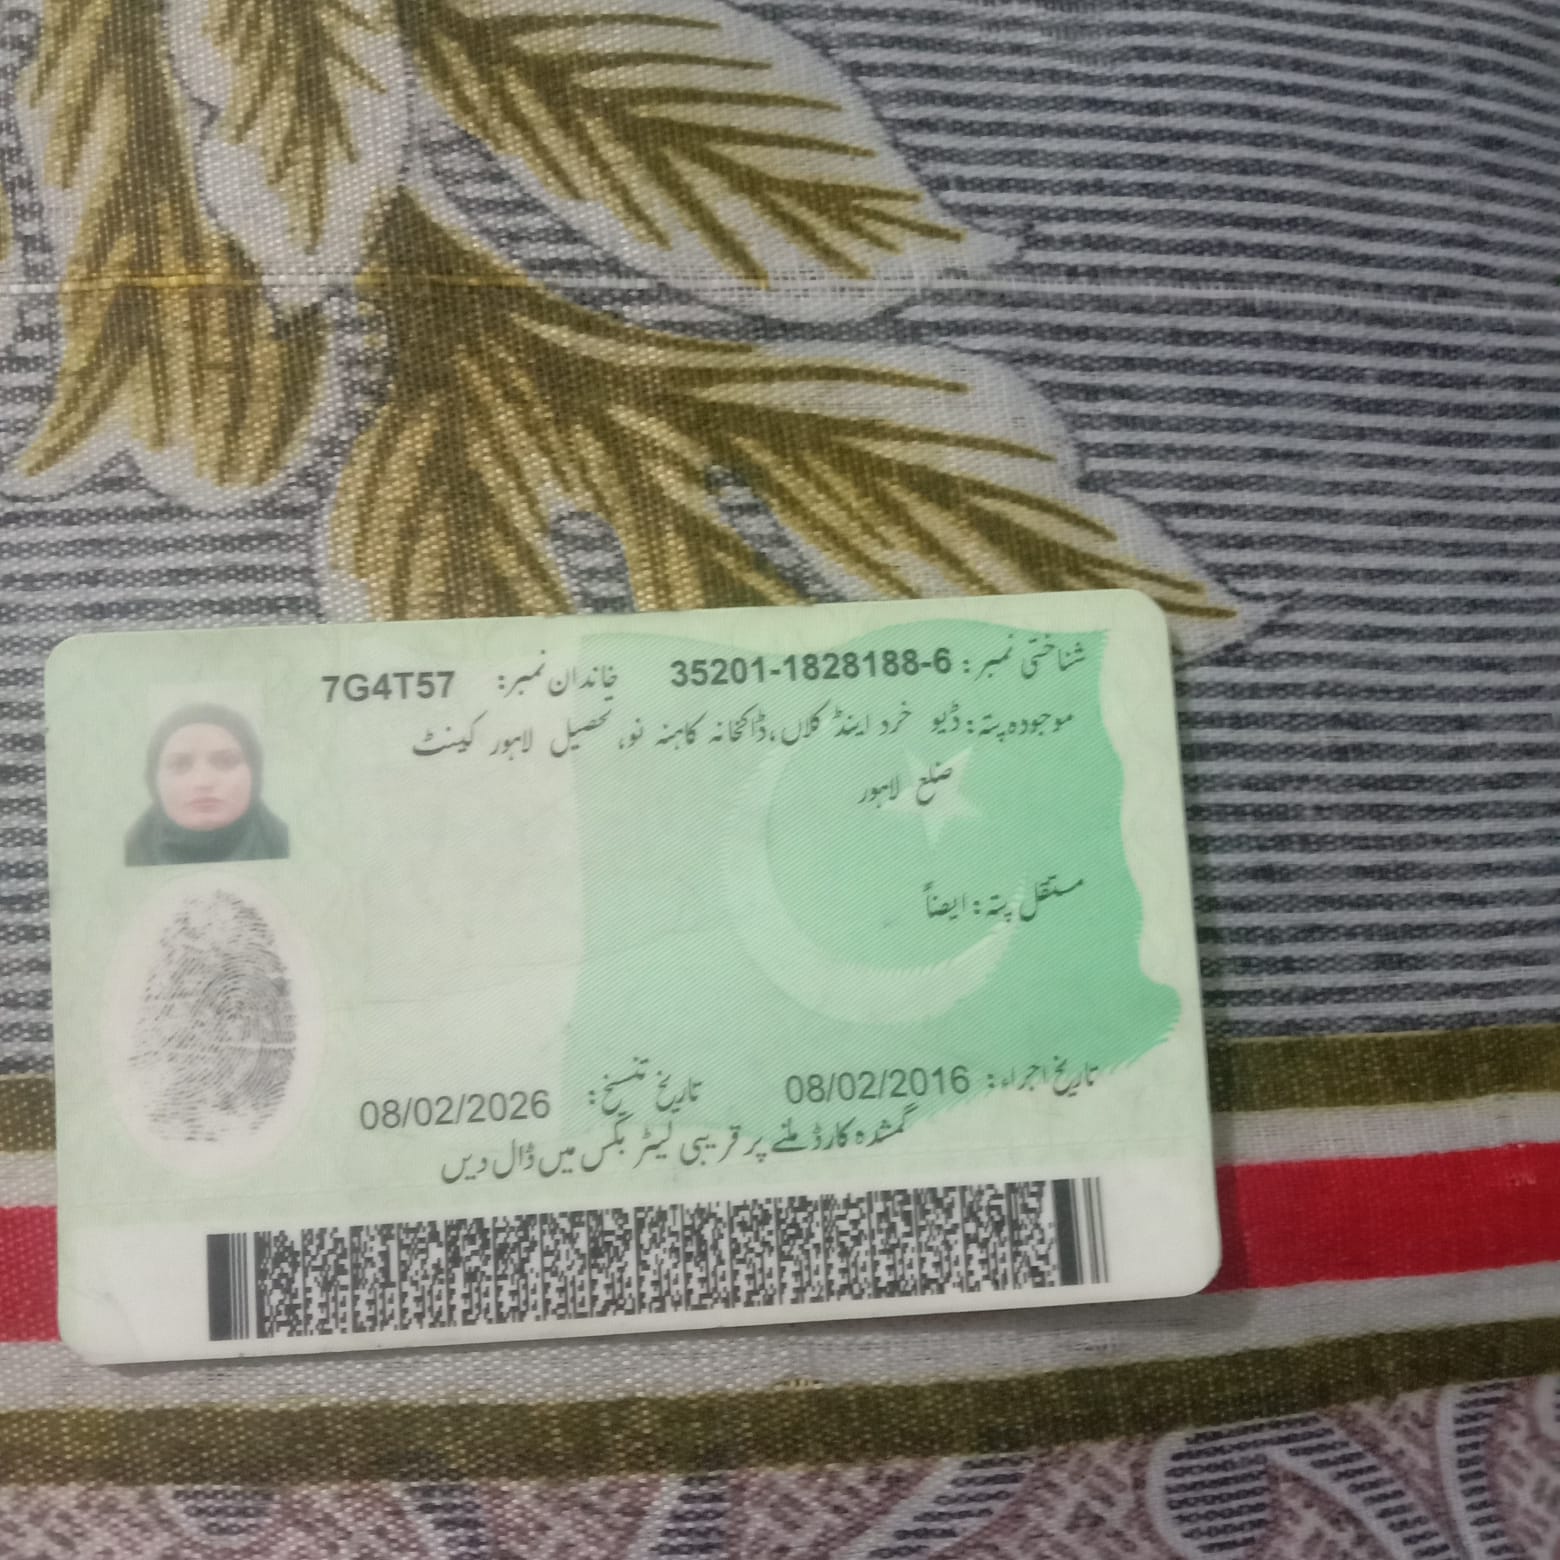 شناختی نمبر: 35201-1828188-6 خاندان نمبر: 7G4T57
موجودہ پتہ: ڈیو خرد اینڈ کلاں، ڈاکخانہ کاہنہ نو، تحصیل لاہور کینٹ
ضلع لاہور
مستقل پتہ: ایضاً
تاریخ اجراء: 08/02/2016 تاریخ تنسیخ: 08/02/2026
گمشدہ کارڈ ملنے پر قریبی لیٹر بکس میں ڈال دیں